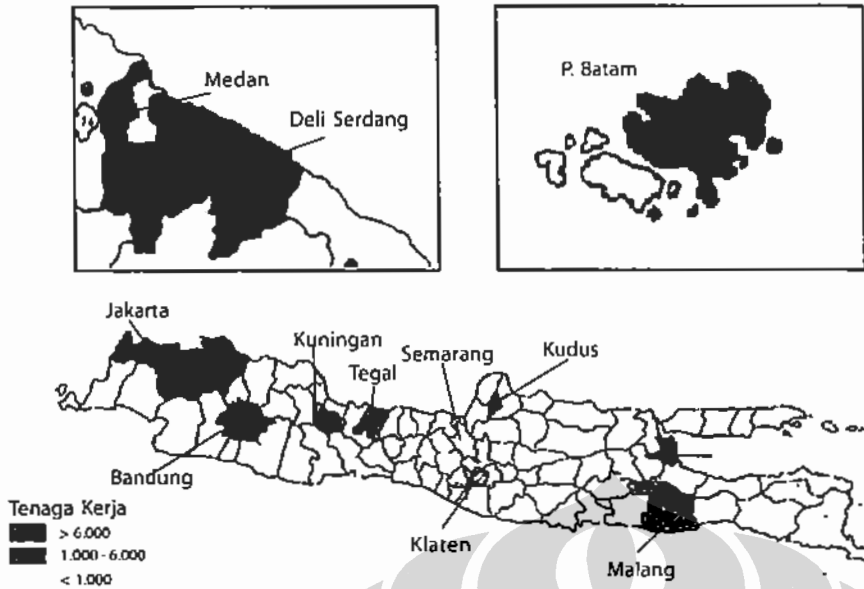 Medan
Deli Serdang
P. Batam
Jakarta
Kuningan
Tegal
Semarang
Kudus
Bandung
Klaten
Malang
Tenaga Kerja
> 6.000
1.000 - 6.000
< 1.000